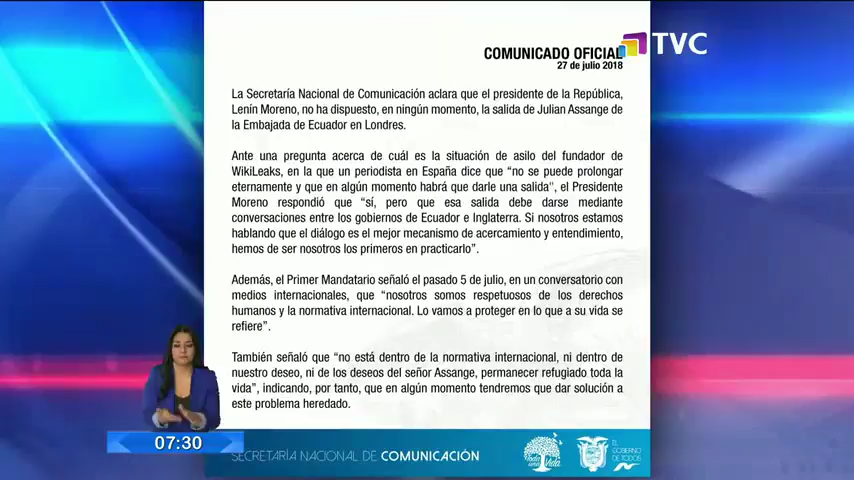 COMUNICADO OFICIAL
27 de julio 2018
TVC
La Secretaría Nacional de Comunicación aclara que el presidente de la República,
Lenín Moreno, no ha dispuesto, en ningún momento, la salida de Julian Assange de
la Embajada de Ecuador en Londres.
Ante una pregunta acerca de cuál es la situación de asilo del fundador de
WikiLeaks, en la que un periodista en España dice que “no se puede prolongar
eternamente y que en algún momento habrá que darle una salida", el Presidente
Moreno respondió que “sí, pero que esa salida debe darse mediante
conversaciones entre los gobiernos de Ecuador e Inglaterra. Si nosotros estamos
hablando que el diálogo es el mejor mecanismo de acercamiento y entendimiento,
hemos de ser nosotros los primeros en practicarlo”.
Además, el Primer Mandatario señaló el pasado 5 de julio, en un conversatorio con
medios internacionales, que “nosotros somos respetuosos de los derechos
humanos y la normativa internacional. Lo vamos a proteger en lo que a su vida se
refiere”.
También señaló que “no está dentro de la normativa internacional, ni dentro de
nuestro deseo, ni de los deseos del señor Assange, permanecer refugiado toda la
vida”, indicando, por tanto, que en algún momento tendremos que dar solución a
este problema heredado.
07:30
SECRETARÍA NACIONAL DE COMUNICACIÓN
Toda una Vida
EL GOBIERNO DE TODOS